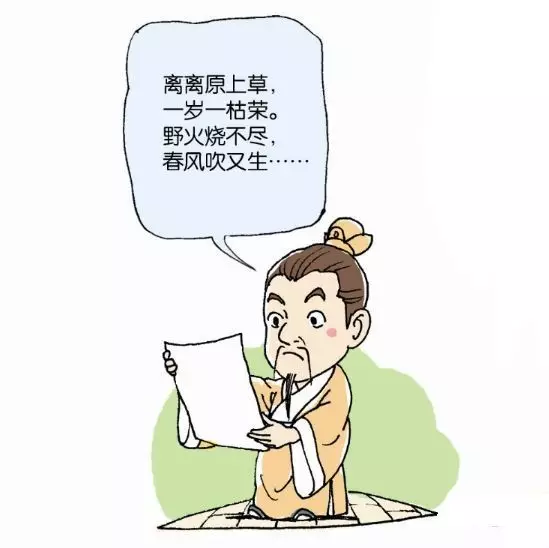 离离原上草，
一岁一枯荣。
野火烧不尽，
春风吹又生……